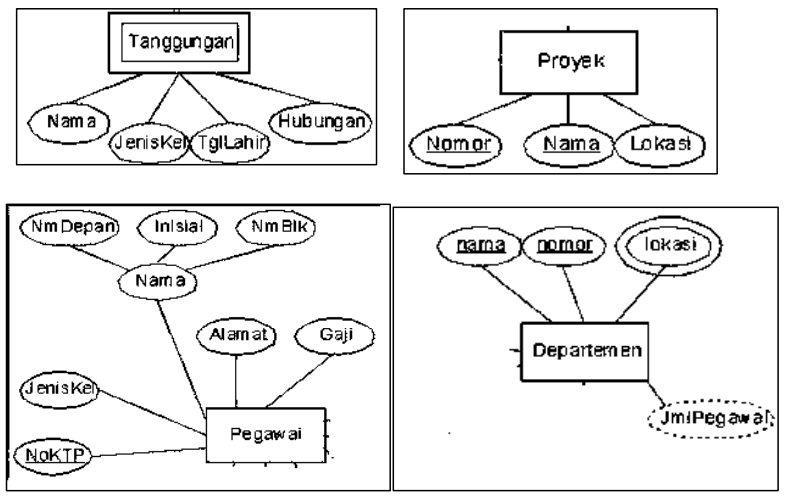 Tanggungan
Nama
JenisKel
TglLahir
Hubungan
Proyek
Nomor
Nama
Lokasi
NmDepan
Inisial
NmBlk
Nama
Alamat
Gaji
JenisKel
NoKTP
Pegawai
nama
nomor
lokasi
Departemen
JmlPegawai